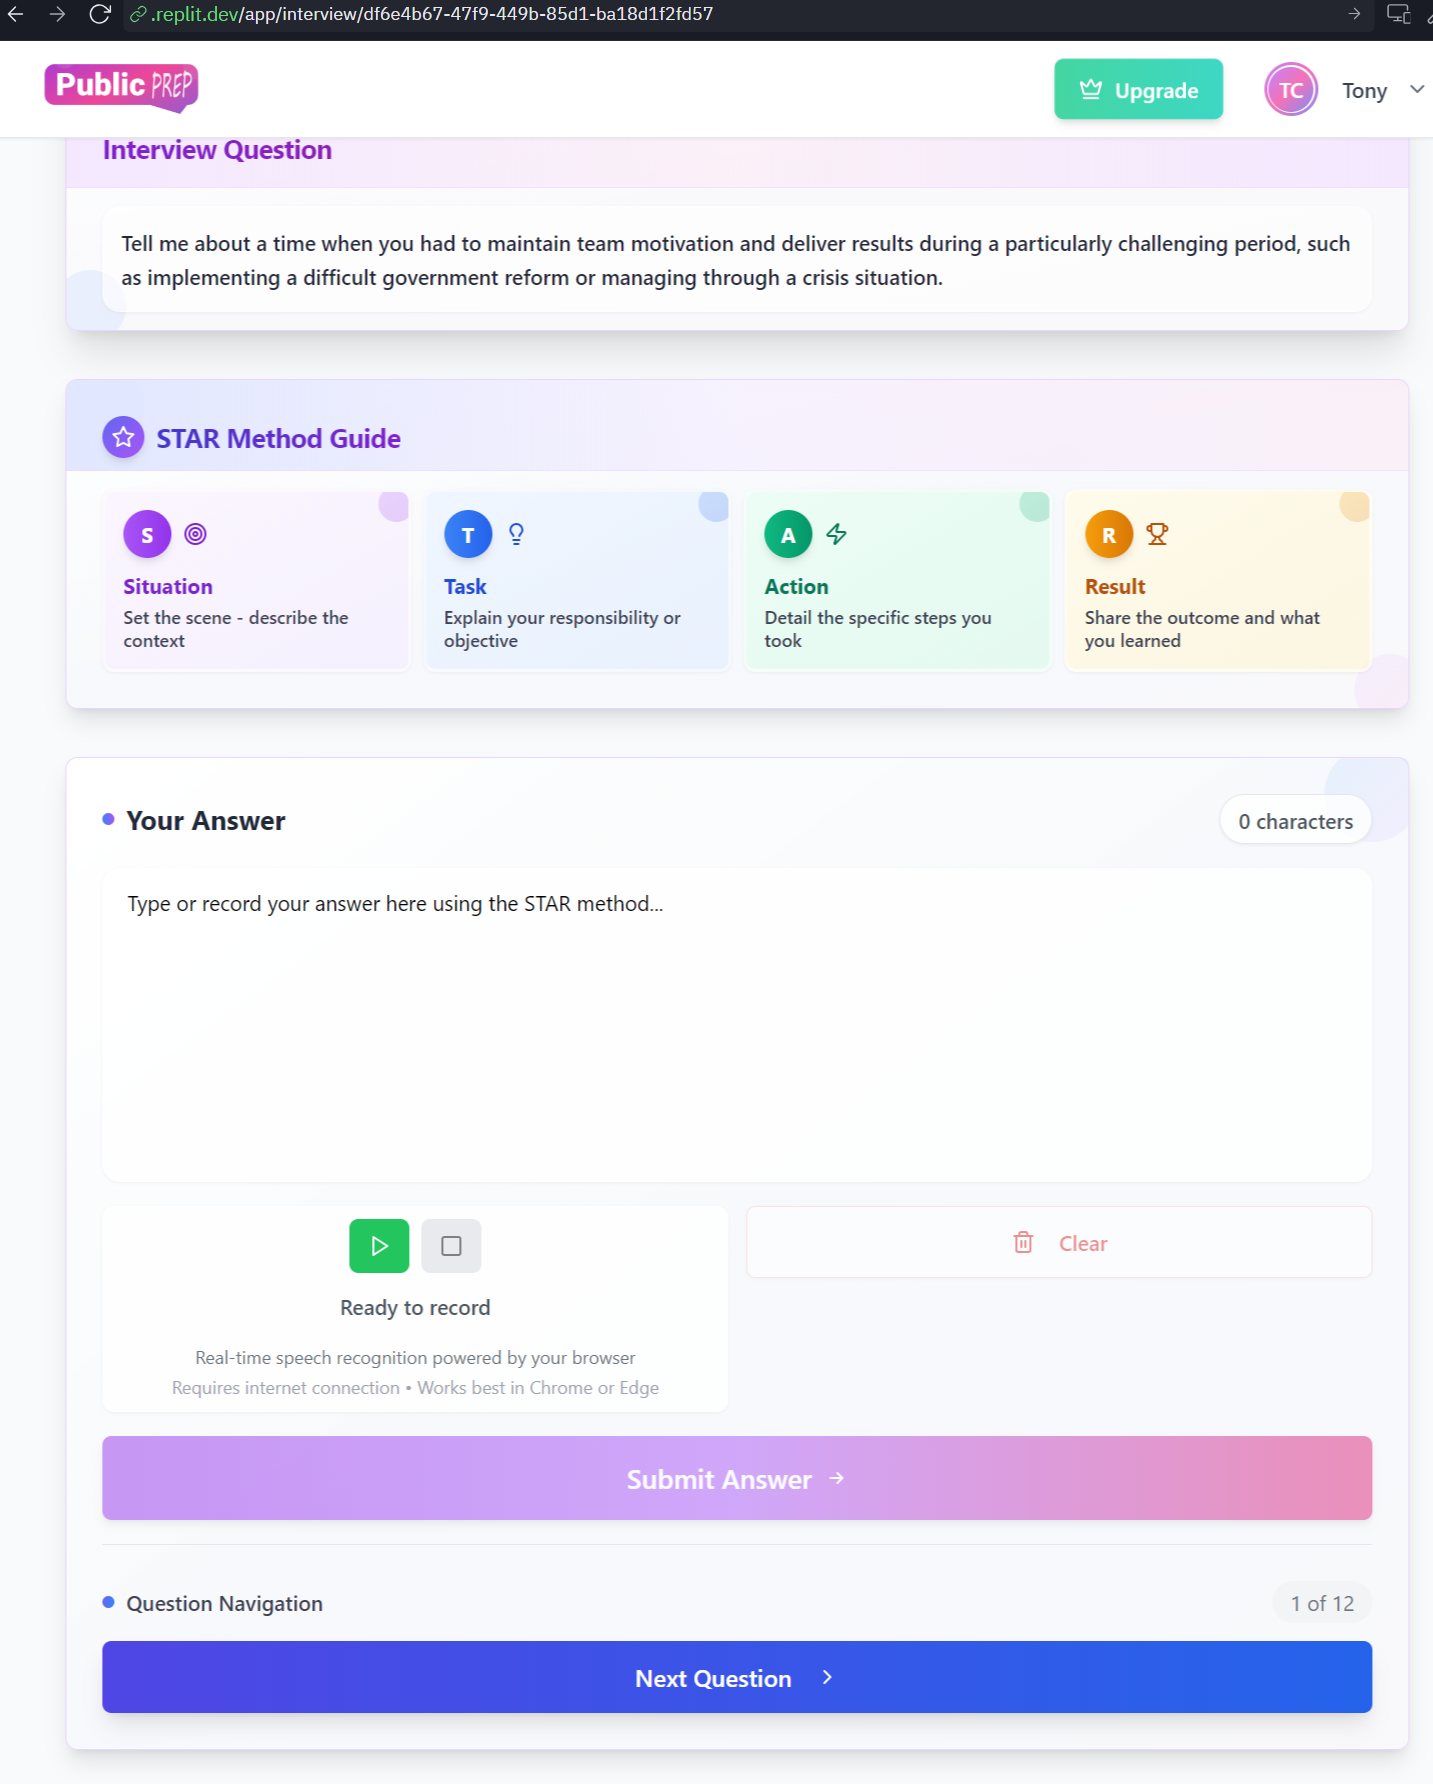 .replit.dev/app/interview/df6e4b67-47f9-449b-85d1-ba18d1f2fd57
Public PREP
Upgrade
TC
Tony
Interview Question
Tell me about a time when you had to maintain team motivation and deliver results during a particularly challenging period, such
as implementing a difficult government reform or managing through a crisis situation.
STAR Method Guide
S
Situation
Set the scene - describe the
context
T
Task
Explain your responsibility or
objective
A
Action
Detail the specific steps you
took
R
Result
Share the outcome and what
you learned
Your Answer
0 characters
Type or record your answer here using the STAR method...
Ready to record
Real-time speech recognition powered by your browser
Requires internet connection • Works best in Chrome or Edge
Clear
Submit Answer
Question Navigation
1 of 12
Next Question